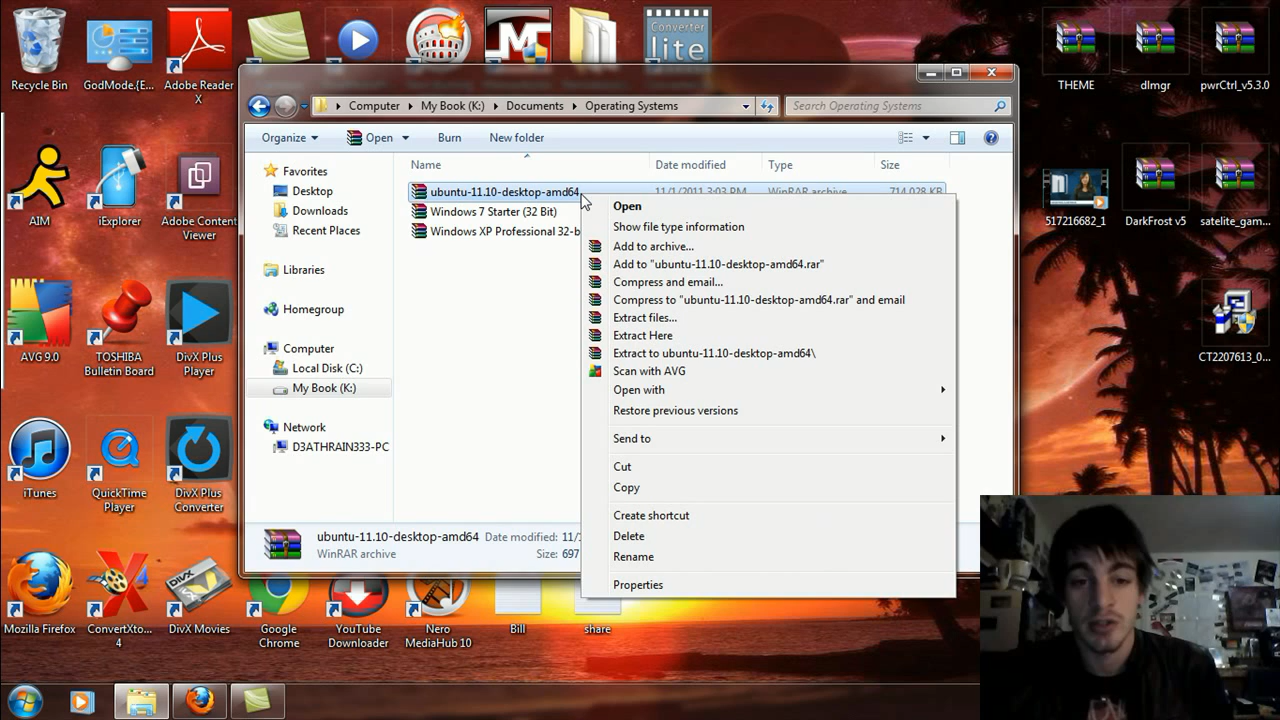 Converter
lite
Recycle Bin
GodMode.{E...
Adobe Reader
X
THEME
dlmgr
pwrCtrl_v5.3.0
Computer
My Book (K:)
Documents
Operating Systems
Search Operating Systems
Organize
Open
Burn
New folder
Name
Date modified
Type
Size
Favorites
Desktop
Downloads
Recent Places
Libraries
Homegroup
Computer
Local Disk (C:)
My Book (K:)
Network
D3ATHRAIN333-PC
ubuntu-11.10-desktop-amd64
11/1/2011 3:03 PM
WinRAR archive
714,028 KB
Windows 7 Starter (32 Bit)
Windows XP Professional 32-b
Open
Show file type information
Add to archive...
Add to "ubuntu-11.10-desktop-amd64.rar"
Compress and email...
Compress to "ubuntu-11.10-desktop-amd64.rar" and email
Extract files...
Extract Here
Extract to ubuntu-11.10-desktop-amd64\
Scan with AVG
Open with
Restore previous versions
Send to
Cut
Copy
Create shortcut
Delete
Rename
Properties
ubuntu-11.10-desktop-amd64
Date modified: 11/
WinRAR archive
Size: 697
AIM
iExplorer
Adobe Content
Viewer
517216682_1
DarkFrost v5
satelite_gam...
AVG 9.0
TOSHIBA
Bulletin Board
DivX Plus
Player
CT2207613_0...
iTunes
QuickTime
Player
DivX Plus
Converter
Mozilla Firefox
ConvertXto...
4
DivX Movies
Google
Chrome
YouTube
Downloader
Nero
MediaHub 10
Bill
share